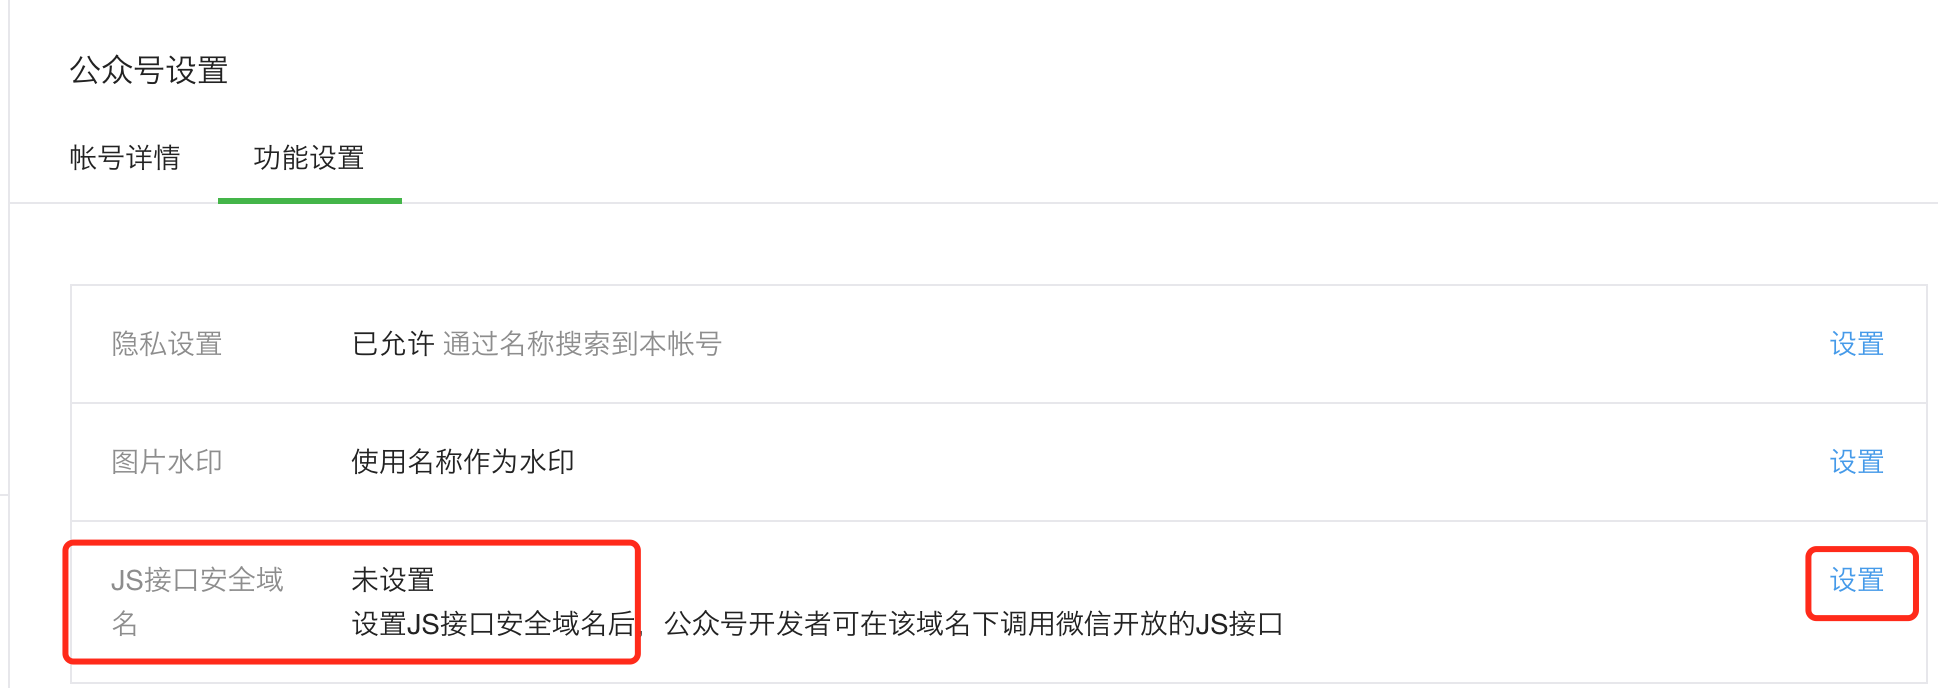 公众号设置
帐号详情 功能设置
隐私设置 已允许 通过名称搜索到本帐号 设置
图片水印 使用名称作为水印 设置
JS接口安全域名 未设置 设置
设置JS接口安全域名后，公众号开发者可在该域名下调用微信开放的JS接口